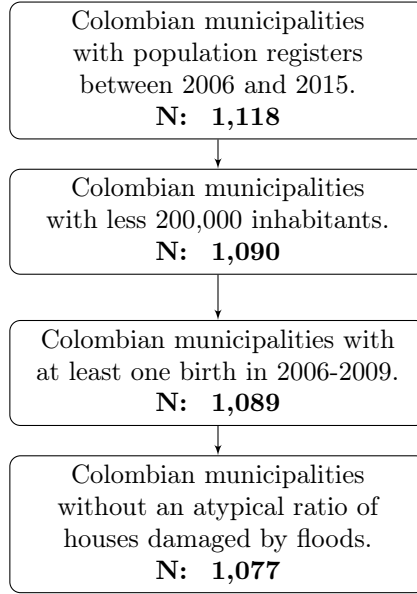 Colombian municipalities
with population registers
between 2006 and 2015.
N: 1,118
Colombian municipalities
with less 200,000 inhabitants.
N: 1,090
Colombian municipalities with
at least one birth in 2006-2009.
N: 1,089
Colombian municipalities
without an atypical ratio of
houses damaged by floods.
N: 1,077